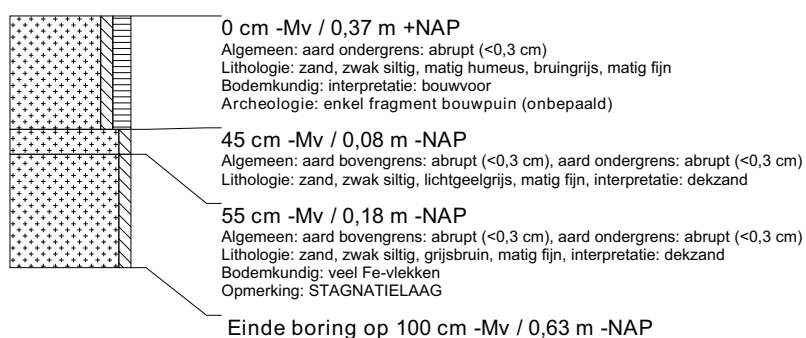 0 cm -Mv / 0,37 m +NAP
Algemeen: aard ondergrens: abrupt (<0,3 cm)
Lithologie: zand, zwak siltig, matig humeus, bruingrijs, matig fijn
Bodemkundig: interpretatie: bouwvoor
Archeologie: enkel fragment bouwpuin (onbepaald)
45 cm -Mv / 0,08 m -NAP
Algemeen: aard bovengrens: abrupt (<0,3 cm), aard ondergrens: abrupt (<0,3 cm)
Lithologie: zand, zwak siltig, lichtgeelgrijs, matig fijn, interpretatie: dekzand
55 cm -Mv / 0,18 m -NAP
Algemeen: aard bovengrens: abrupt (<0,3 cm), aard ondergrens: abrupt (<0,3 cm)
Lithologie: zand, zwak siltig, grijsbruin, matig fijn, interpretatie: dekzand
Bodemkundig: veel Fe-vlekken
Opmerking: STAGNATIELAAG
Einde boring op 100 cm -Mv / 0,63 m -NAP